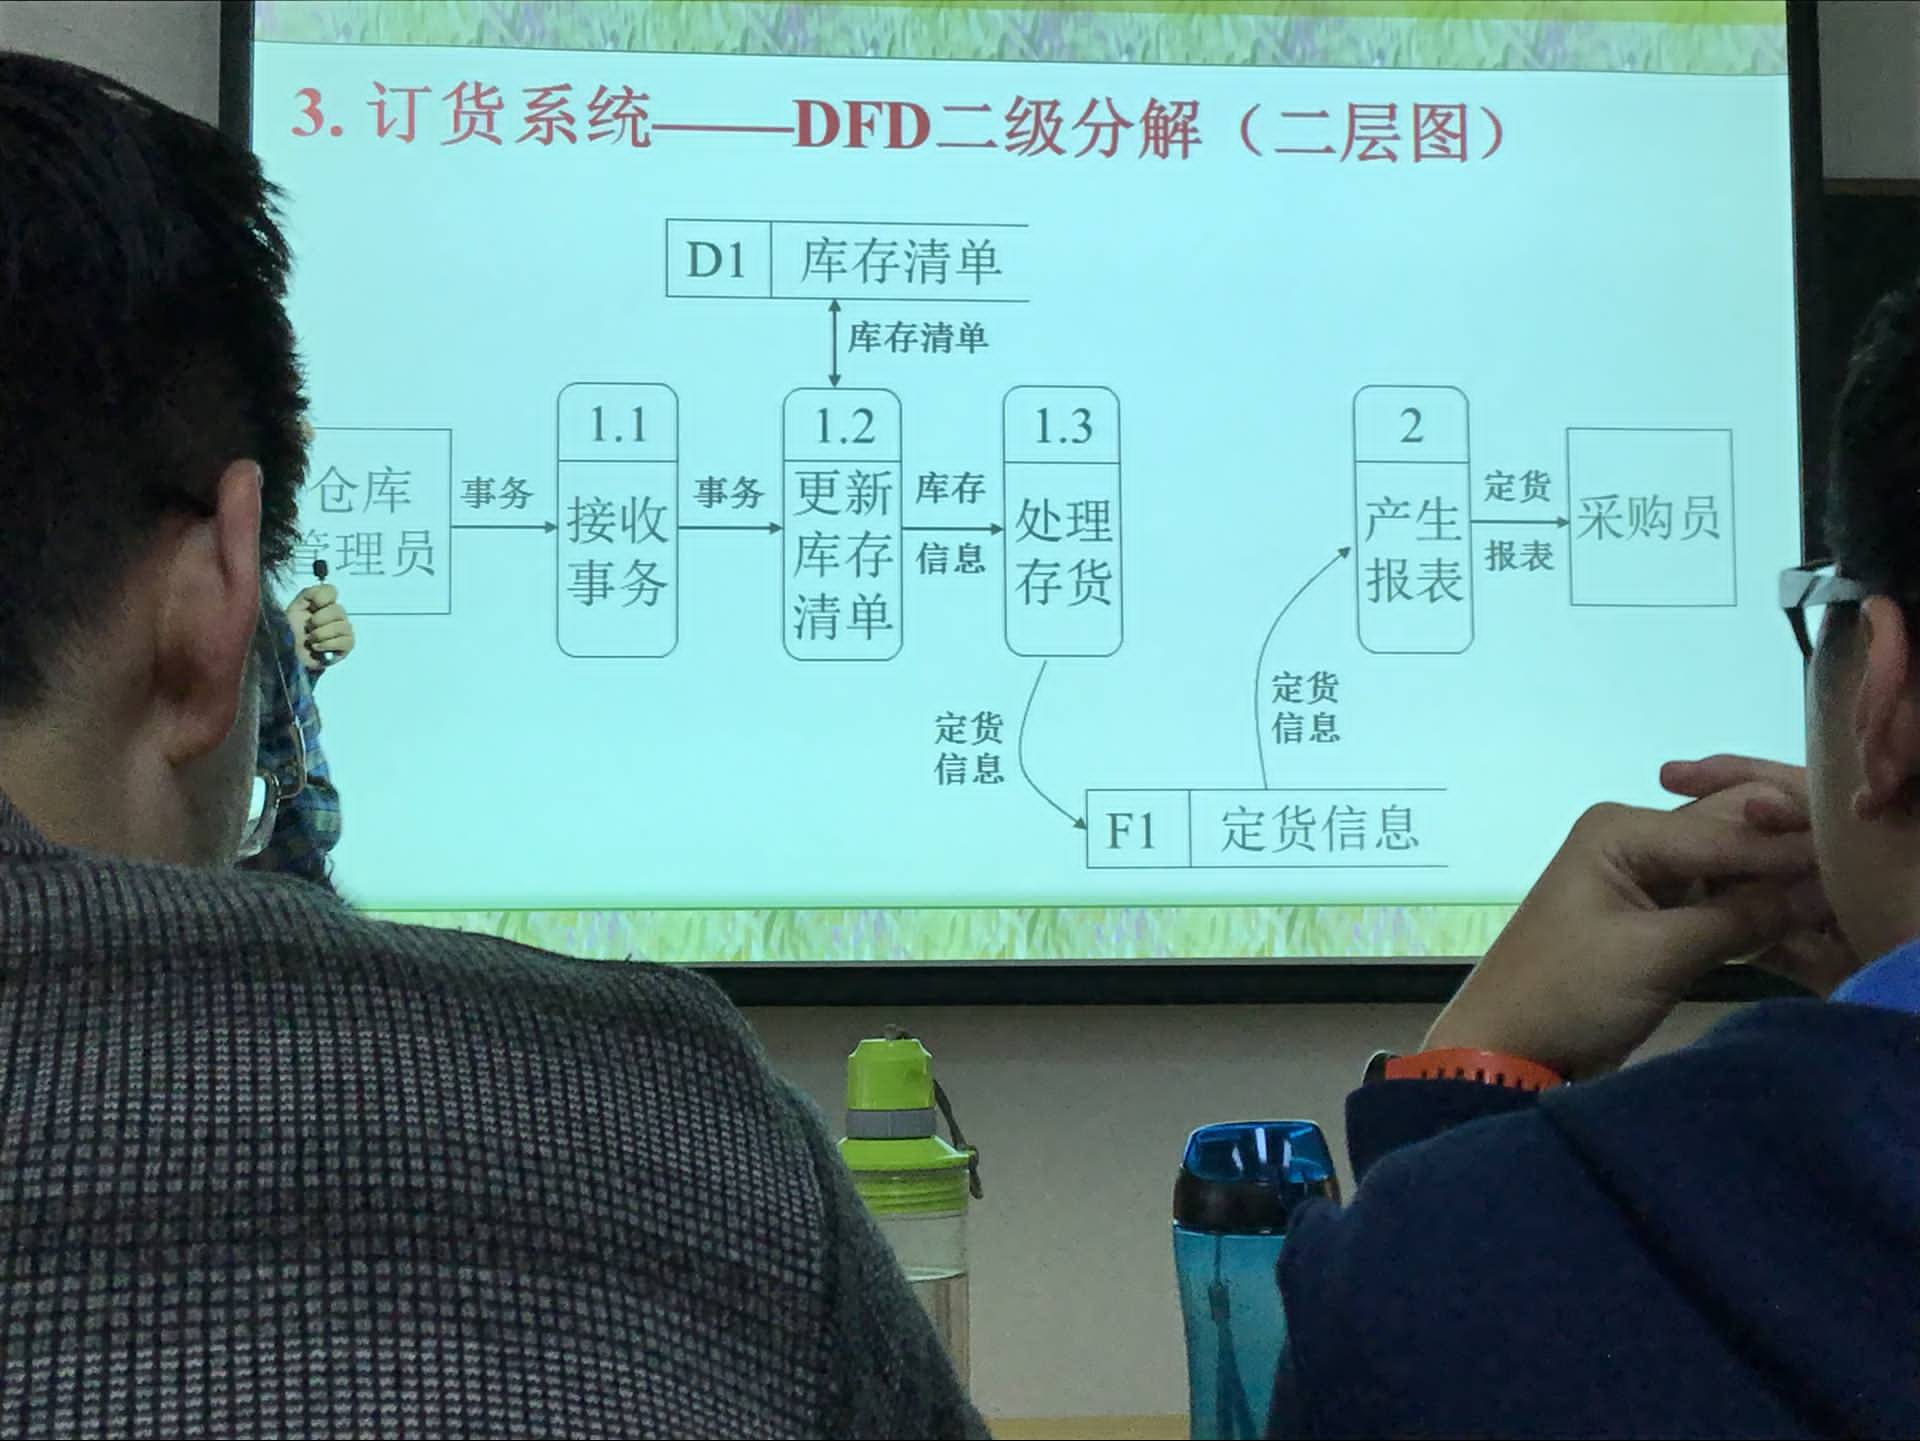 3. 订货系统——DFD二级分解（二层图）
D1 库存清单
库存清单
仓库
管理员
事务
1.1
接收
事务
事务
1.2
更新
库存
清单
库存
信息
1.3
处理
存货
定货
信息
F1 定货信息
定货
信息
2
产生
报表
定货
报表
采购员